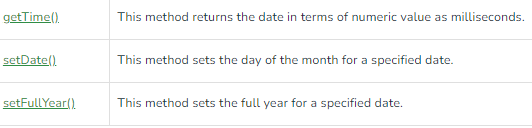 getTime() This method returns the date in terms of numeric value as milliseconds.
setDate() This method sets the day of the month for a specified date.
setFullYear() This method sets the full year for a specified date.